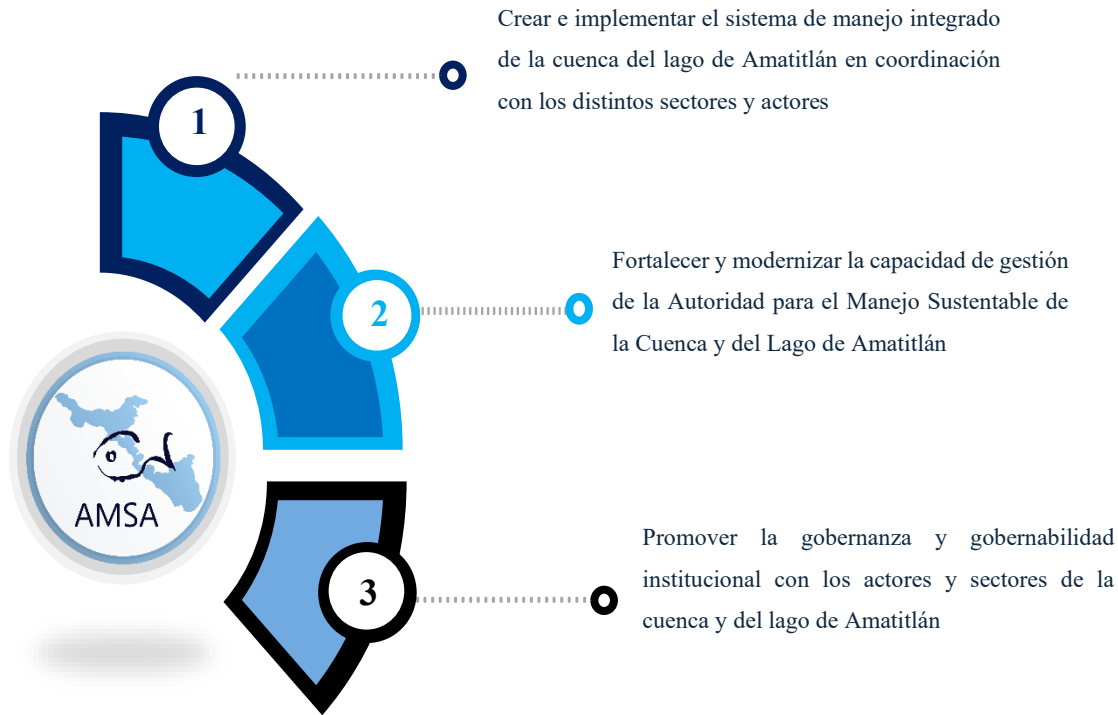 Crear e implementar el sistema de manejo integrado
de la cuenca del lago de Amatitlán en coordinación
con los distintos sectores y actores
1
Fortalecer y modernizar la capacidad de gestión
de la Autoridad para el Manejo Sustentable de
la Cuenca y del Lago de Amatitlán
2
AMSA
Promover la gobernanza y gobernabilidad
institucional con los actores y sectores de la
cuenca y del lago de Amatitlán
3